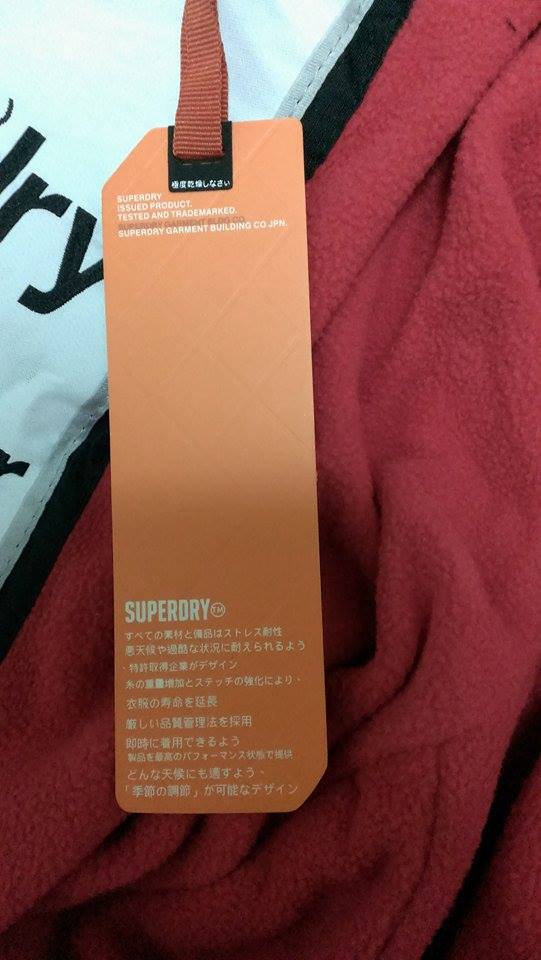 dry
r
極度乾燥しなさい
SUPERDRY
ISSUED PRODUCT.
TESTED AND TRADEMARKED.
SUPERDRY GARMENT BLDG CO.
SUPERDRY GARMENT BUILDING CO JPN.
SUPERDRY TM
すべての素材と備品はストレス耐性
悪天候や過酷な状況に耐えられるよう
、特許取得企業がデザイン
糸の重量増加とステッチの強化により、
衣服の寿命を延長
厳しい品質管理法を採用
即時に着用できるよう
製品を最高のパフォーマンス状態で提供
どんな天候にも適すよう、
「季節の調節」が可能なデザイン